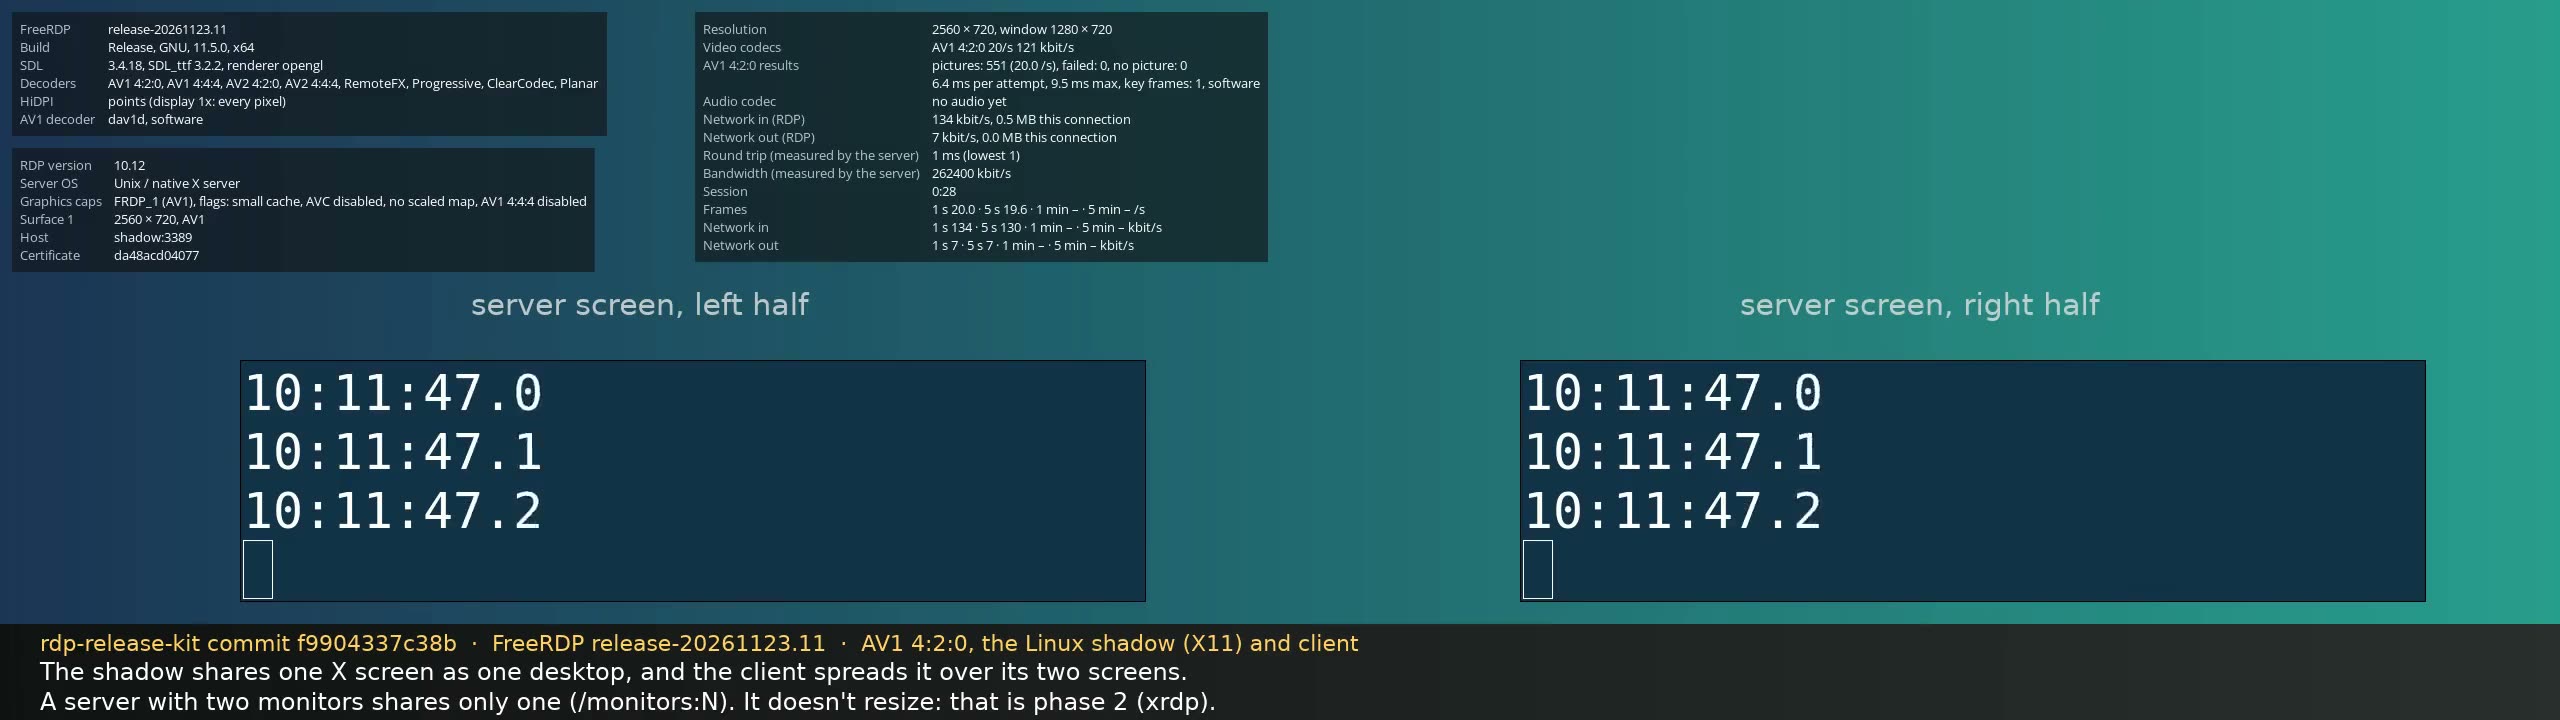 FreeRDP release-20261123.11
Build Release, GNU, 11.5.0, x64
SDL 3.4.18, SDL_ttf 3.2.2, renderer opengl
Decoders AV1 4:2:0, AV1 4:4:4, AV2 4:2:0, AV2 4:4:4, RemoteFX, Progressive, ClearCodec, Planar
HiDPI points (display 1x: every pixel)
AV1 decoder dav1d, software
RDP version 10.12
Server OS Unix / native X server
Graphics caps FRDP_1 (AV1), flags: small cache, AVC disabled, no scaled map, AV1 4:4:4 disabled
Surface 1 2560 × 720, AV1
Host shadow:3389
Certificate da48acd04077
Resolution 2560 × 720, window 1280 × 720
Video codecs AV1 4:2:0 20/s 121 kbit/s
AV1 4:2:0 results pictures: 551 (20.0 /s), failed: 0, no picture: 0
6.4 ms per attempt, 9.5 ms max, key frames: 1, software
Audio codec no audio yet
Network in (RDP) 134 kbit/s, 0.5 MB this connection
Network out (RDP) 7 kbit/s, 0.0 MB this connection
Round trip (measured by the server) 1 ms (lowest 1)
Bandwidth (measured by the server) 262400 kbit/s
Session 0:28
Frames 1 s 20.0 · 5 s 19.6 · 1 min – · 5 min – /s
Network in 1 s 134 · 5 s 130 · 1 min – · 5 min – kbit/s
Network out 1 s 7 · 5 s 7 · 1 min – · 5 min – kbit/s
server screen, left half
10:11:47.0
10:11:47.1
10:11:47.2
server screen, right half
10:11:47.0
10:11:47.1
10:11:47.2
rdp-release-kit commit f9904337c38b · FreeRDP release-20261123.11 · AV1 4:2:0, the Linux shadow (X11) and client
The shadow shares one X screen as one desktop, and the client spreads it over its two screens.
A server with two monitors shares only one (/monitors:N). It doesn't resize: that is phase 2 (xrdp).